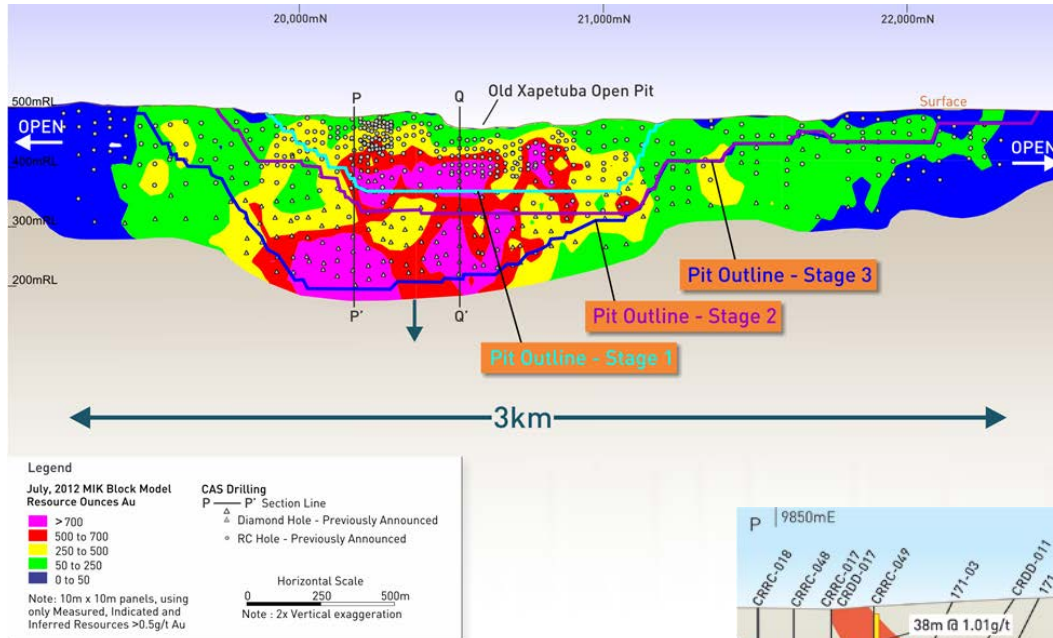 20,000mN
21,000mN
22,000mN
500mRL
P
Q
Old Xapetuba Open Pit
Surface
OPEN
OPEN
400mRL
300mRL
200mRL
P'
Q'
Pit Outline - Stage 3
Pit Outline - Stage 2
Pit Outline - Stage 1
3km
Legend
July, 2012 MIK Block Model
Resource Ounces Au
> 700
500 to 700
250 to 500
50 to 250
0 to 50
Note: 10m x 10m panels, using
only Measured, Indicated and
Inferred Resources >0.5g/t Au
CAS Drilling
P P' Section Line
Diamond Hole - Previously Announced
RC Hole - Previously Announced
Horizontal Scale
0 250 500m
Note : 2x Vertical exaggeration
P
9850mE
CRRC-018
CRRC-048
CRRC-017
CRDD-017
CRRC-049
171-03
CRDD-011
171
38m @ 1.01g/t